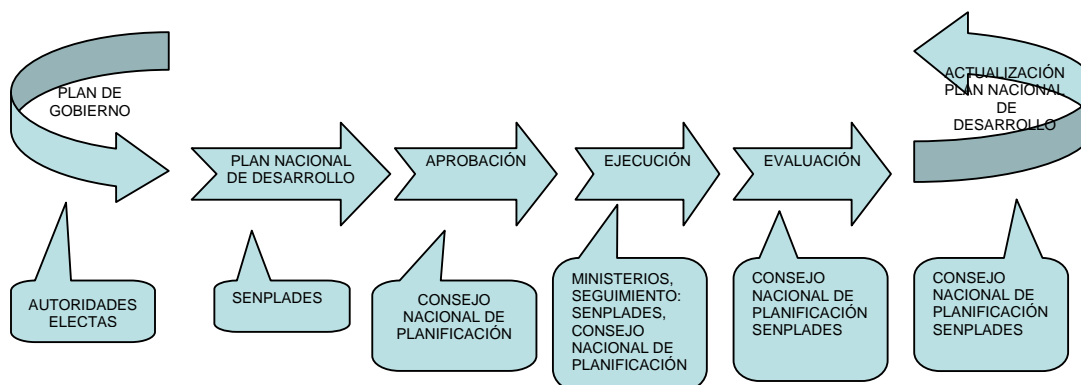 PLAN DE
GOBIERNO
PLAN NACIONAL
DE DESARROLLO
APROBACIÓN
EJECUCIÓN
EVALUACIÓN
ACTUALIZACIÓN
PLAN NACIONAL
DE
DESARROLLO
AUTORIDADES
ELECTAS
SENPLADES
CONSEJO
NACIONAL DE
PLANIFICACIÓN
MINISTERIOS,
SEGUIMIENTO:
SENPLADES,
CONSEJO
NACIONAL DE
PLANIFICACIÓN
CONSEJO
NACIONAL DE
PLANIFICACIÓN
SENPLADES
CONSEJO
NACIONAL DE
PLANIFICACIÓN
SENPLADES